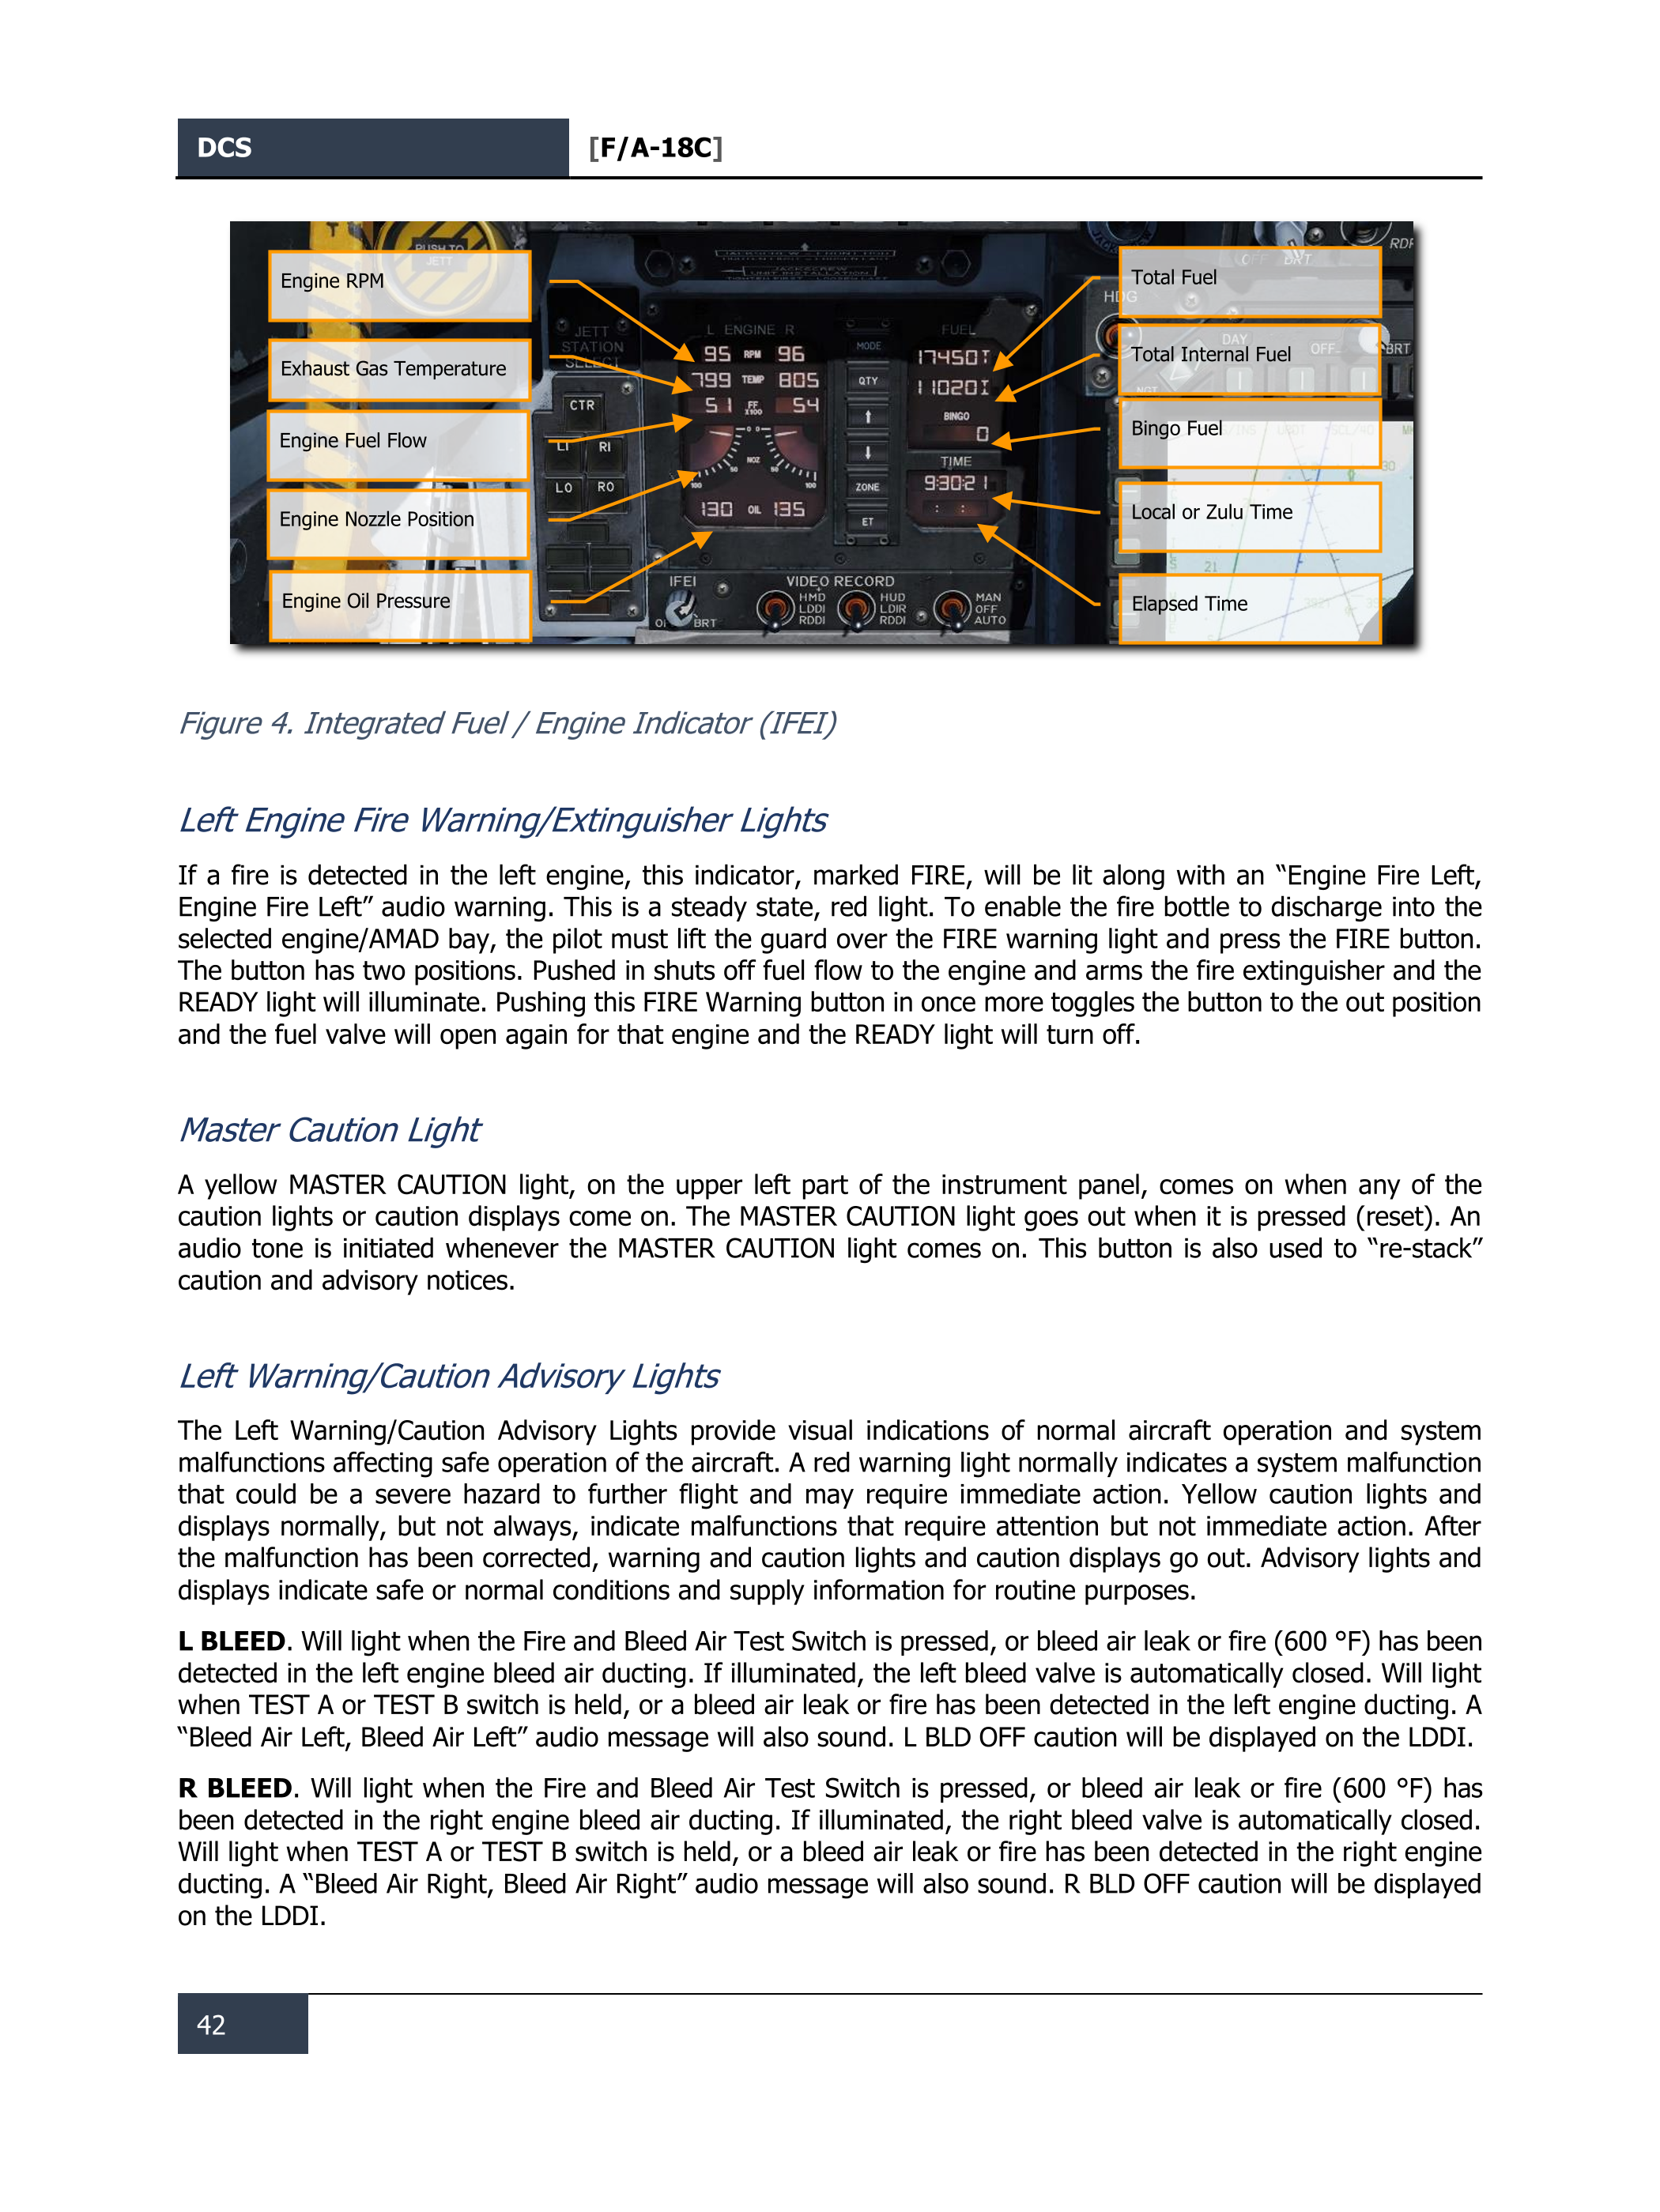 DCS [F/A-18C]
PUSH TO
JETT
Engine RPM
Exhaust Gas Temperature
Engine Fuel Flow
Engine Nozzle Position
Engine Oil Pressure
JETT
STATION
SELECT
CTR
LI RI
LO RO
L ENGINE R
95 RPM 96
799 TEMP 805
51 FF X100 54
0 0
NOZ
50 50
100 100
130 OIL 135
MODE
QTY
ZONE
ET
FUEL
17450T
11020I
BINGO
0
TIME
9:30:21
: :
IFEI
BRT
VIDEO RECORD
HMD
LDDI
RDDI
HUD
LDIR
RDDI
MAN
OFF
AUTO
HDG
DAY
OFF
BRT
NGT
Total Fuel
Total Internal Fuel
Bingo Fuel
Local or Zulu Time
Elapsed Time
Figure 4. Integrated Fuel / Engine Indicator (IFEI)
Left Engine Fire Warning/Extinguisher Lights
If a fire is detected in the left engine, this indicator, marked FIRE, will be lit along with an “Engine Fire Left,
Engine Fire Left” audio warning. This is a steady state, red light. To enable the fire bottle to discharge into the
selected engine/AMAD bay, the pilot must lift the guard over the FIRE warning light and press the FIRE button.
The button has two positions. Pushed in shuts off fuel flow to the engine and arms the fire extinguisher and the
READY light will illuminate. Pushing this FIRE Warning button in once more toggles the button to the out position
and the fuel valve will open again for that engine and the READY light will turn off.
Master Caution Light
A yellow MASTER CAUTION light, on the upper left part of the instrument panel, comes on when any of the
caution lights or caution displays come on. The MASTER CAUTION light goes out when it is pressed (reset). An
audio tone is initiated whenever the MASTER CAUTION light comes on. This button is also used to “re-stack”
caution and advisory notices.
Left Warning/Caution Advisory Lights
The Left Warning/Caution Advisory Lights provide visual indications of normal aircraft operation and system
malfunctions affecting safe operation of the aircraft. A red warning light normally indicates a system malfunction
that could be a severe hazard to further flight and may require immediate action. Yellow caution lights and
displays normally, but not always, indicate malfunctions that require attention but not immediate action. After
the malfunction has been corrected, warning and caution lights and caution displays go out. Advisory lights and
displays indicate safe or normal conditions and supply information for routine purposes.
L BLEED. Will light when the Fire and Bleed Air Test Switch is pressed, or bleed air leak or fire (600 °F) has been
detected in the left engine bleed air ducting. If illuminated, the left bleed valve is automatically closed. Will light
when TEST A or TEST B switch is held, or a bleed air leak or fire has been detected in the left engine ducting. A
“Bleed Air Left, Bleed Air Left” audio message will also sound. L BLD OFF caution will be displayed on the LDDI.
R BLEED. Will light when the Fire and Bleed Air Test Switch is pressed, or bleed air leak or fire (600 °F) has
been detected in the right engine bleed air ducting. If illuminated, the right bleed valve is automatically closed.
Will light when TEST A or TEST B switch is held, or a bleed air leak or fire has been detected in the right engine
ducting. A “Bleed Air Right, Bleed Air Right” audio message will also sound. R BLD OFF caution will be displayed
on the LDDI.
42